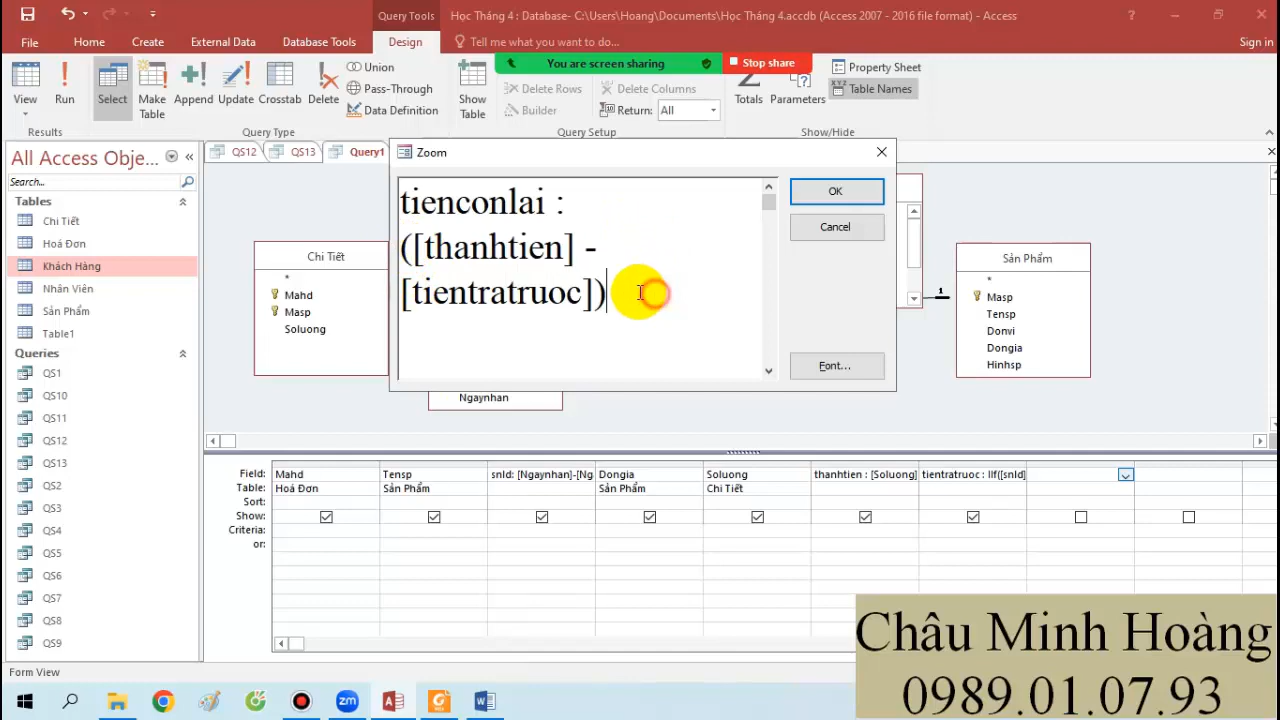 Query Tools
Học Tháng 4 : Database- C:\Users\Hoang\Documents\Học Tháng 4.accdb (Access 2007 - 2016 file format) - Access
File
Home
Create
External Data
Database Tools
Design
Tell me what you want to do...
Sign in
You are screen sharing
Stop share
View
Run
Select
Make Table
Append
Update
Crosstab
Delete
Union
Pass-Through
Data Definition
Show Table
Delete Rows
Builder
Delete Columns
Return: All
Totals
Parameters
Property Sheet
Table Names
Results
Query Type
Query Setup
Show/Hide
All Access Obje...
Search...
Tables
Chi Tiết
Hoá Đơn
Khách Hàng
Nhân Viên
Sản Phẩm
Table1
Queries
QS1
QS10
QS11
QS12
QS13
QS2
QS3
QS4
QS5
QS6
QS7
QS8
QS9
QS12
QS13
Query1
Chi Tiết
*
Mahd
Masp
Soluong
Ngaynhan
Zoom
tienconlai :
([thanhtien] -
[tientratruoc])
OK
Cancel
Font...
1
Sản Phẩm
*
Masp
Tensp
Donvi
Dongia
Hinhsp
Field: Mahd Tensp snld: [Ngaynhan]-[Ng Dongia Soluong thanhtien : [Soluong] tientratruoc : IIf([snld]
Table: Hoá Đơn Sản Phẩm Sản Phẩm Chi Tiết
Sort:
Show:
Criteria:
or:
Form View
zm
Châu Minh Hoàng
0989.01.07.93